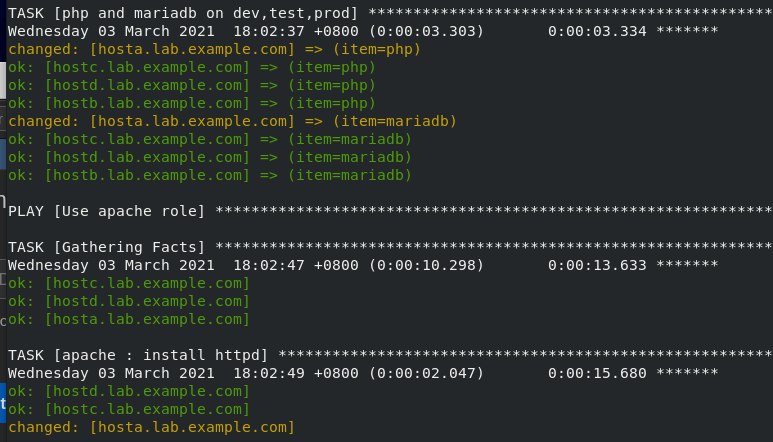 TASK [php and mariadb on dev,test,prod] *********************************************
Wednesday 03 March 2021  18:02:37 +0800 (0:00:03.303)       0:00:03.334 *******
changed: [hosta.lab.example.com] => (item=php)
ok: [hostc.lab.example.com] => (item=php)
ok: [hostd.lab.example.com] => (item=php)
ok: [hostb.lab.example.com] => (item=php)
changed: [hosta.lab.example.com] => (item=mariadb)
ok: [hostc.lab.example.com] => (item=mariadb)
ok: [hostd.lab.example.com] => (item=mariadb)
ok: [hostb.lab.example.com] => (item=mariadb)
PLAY [Use apache role] **************************************************************
TASK [Gathering Facts] **************************************************************
Wednesday 03 March 2021  18:02:47 +0800 (0:00:10.298)       0:00:13.633 *******
ok: [hostc.lab.example.com]
ok: [hostd.lab.example.com]
ok: [hosta.lab.example.com]
TASK [apache : install httpd] *******************************************************
Wednesday 03 March 2021  18:02:49 +0800 (0:00:02.047)       0:00:15.680 *******
ok: [hostd.lab.example.com]
ok: [hostc.lab.example.com]
changed: [hosta.lab.example.com]